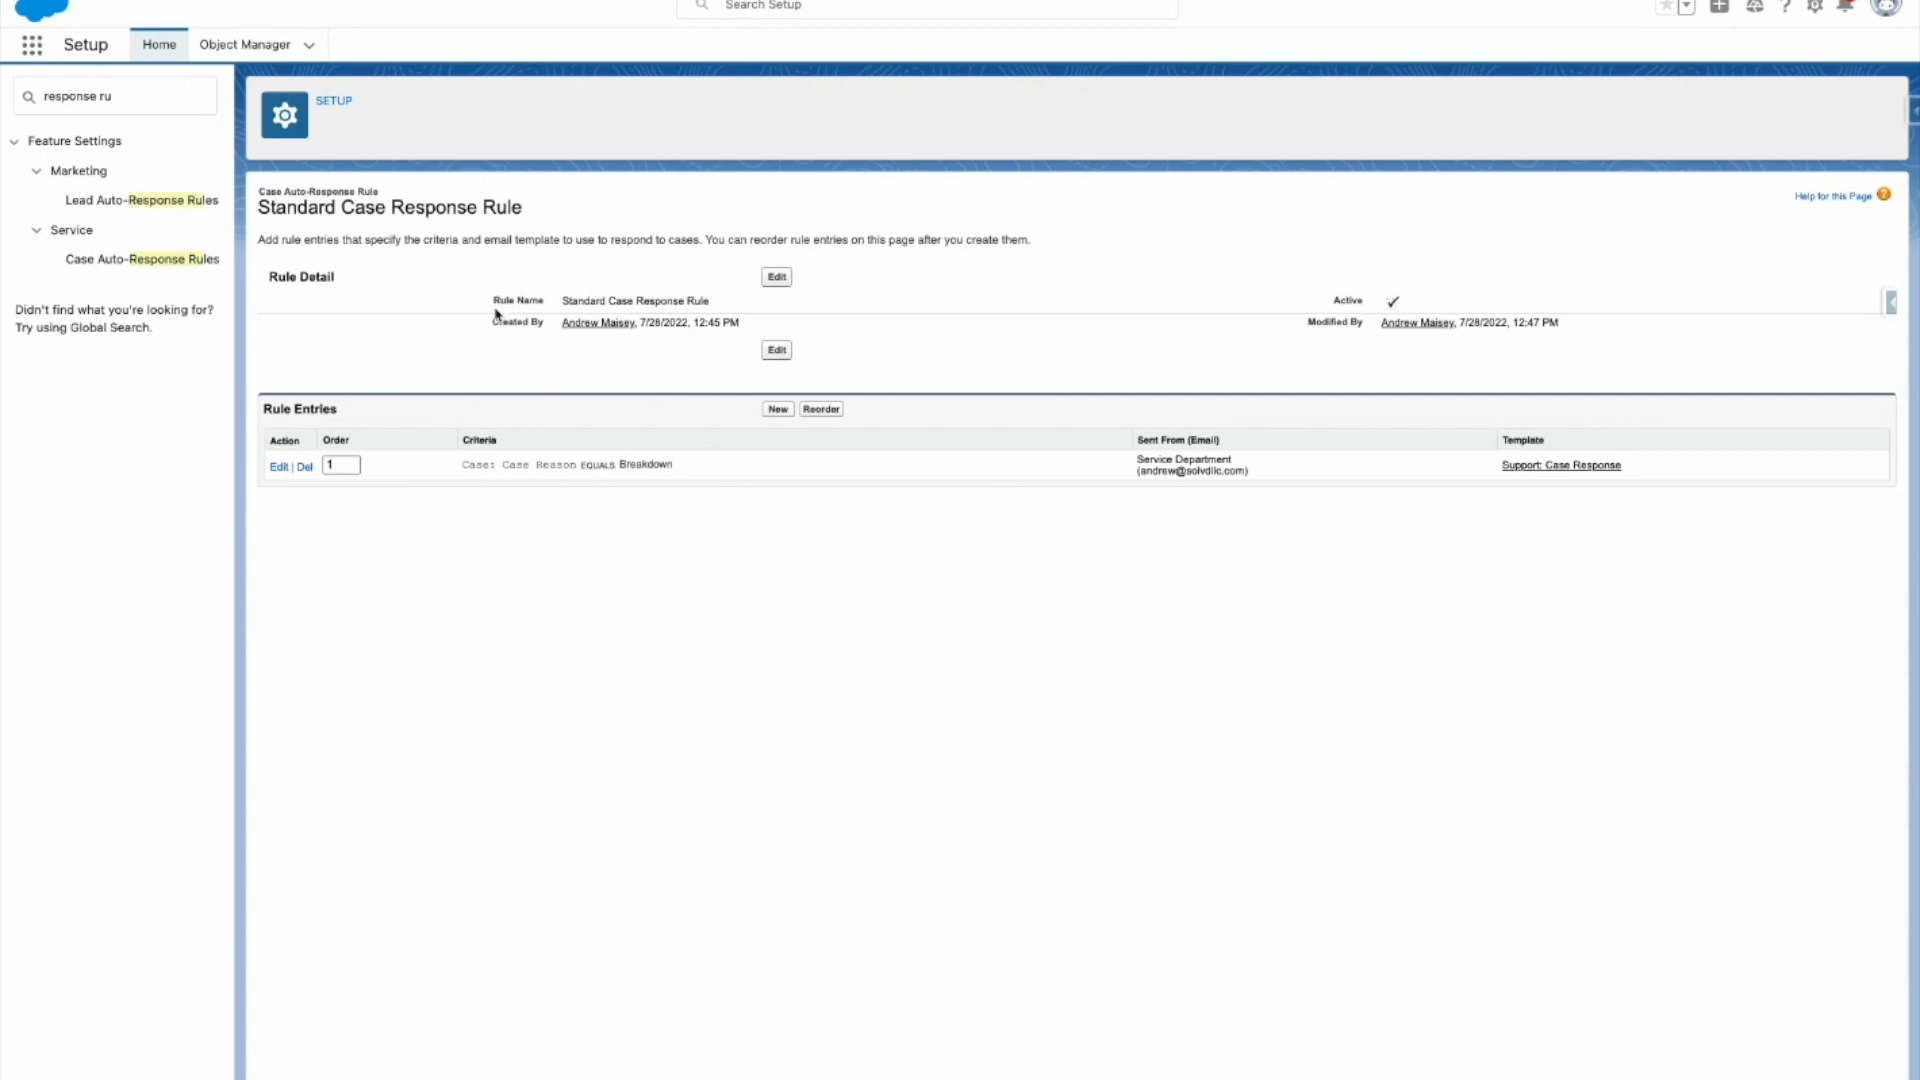 Search Setup
Setup
Home
Object Manager
response ru
Feature Settings
Marketing
Lead Auto-Response Rules
Service
Case Auto-Response Rules
Didn't find what you're looking for?
Try using Global Search.
SETUP
Case Auto-Response Rule
Standard Case Response Rule
Help for this Page
Add rule entries that specify the criteria and email template to use to respond to cases. You can reorder rule entries on this page after you create them.
Rule Detail
Edit
Rule Name Standard Case Response Rule Active
Created By Andrew Maisey, 7/28/2022, 12:45 PM Modified By Andrew Maisey, 7/28/2022, 12:47 PM
Edit
Rule Entries New Reorder
Action Order Criteria Sent From (Email) Template
Edit | Del 1 Case: Case Reason EQUALS Breakdown Service Department Support: Case Response
(andrew@solvdllc.com)